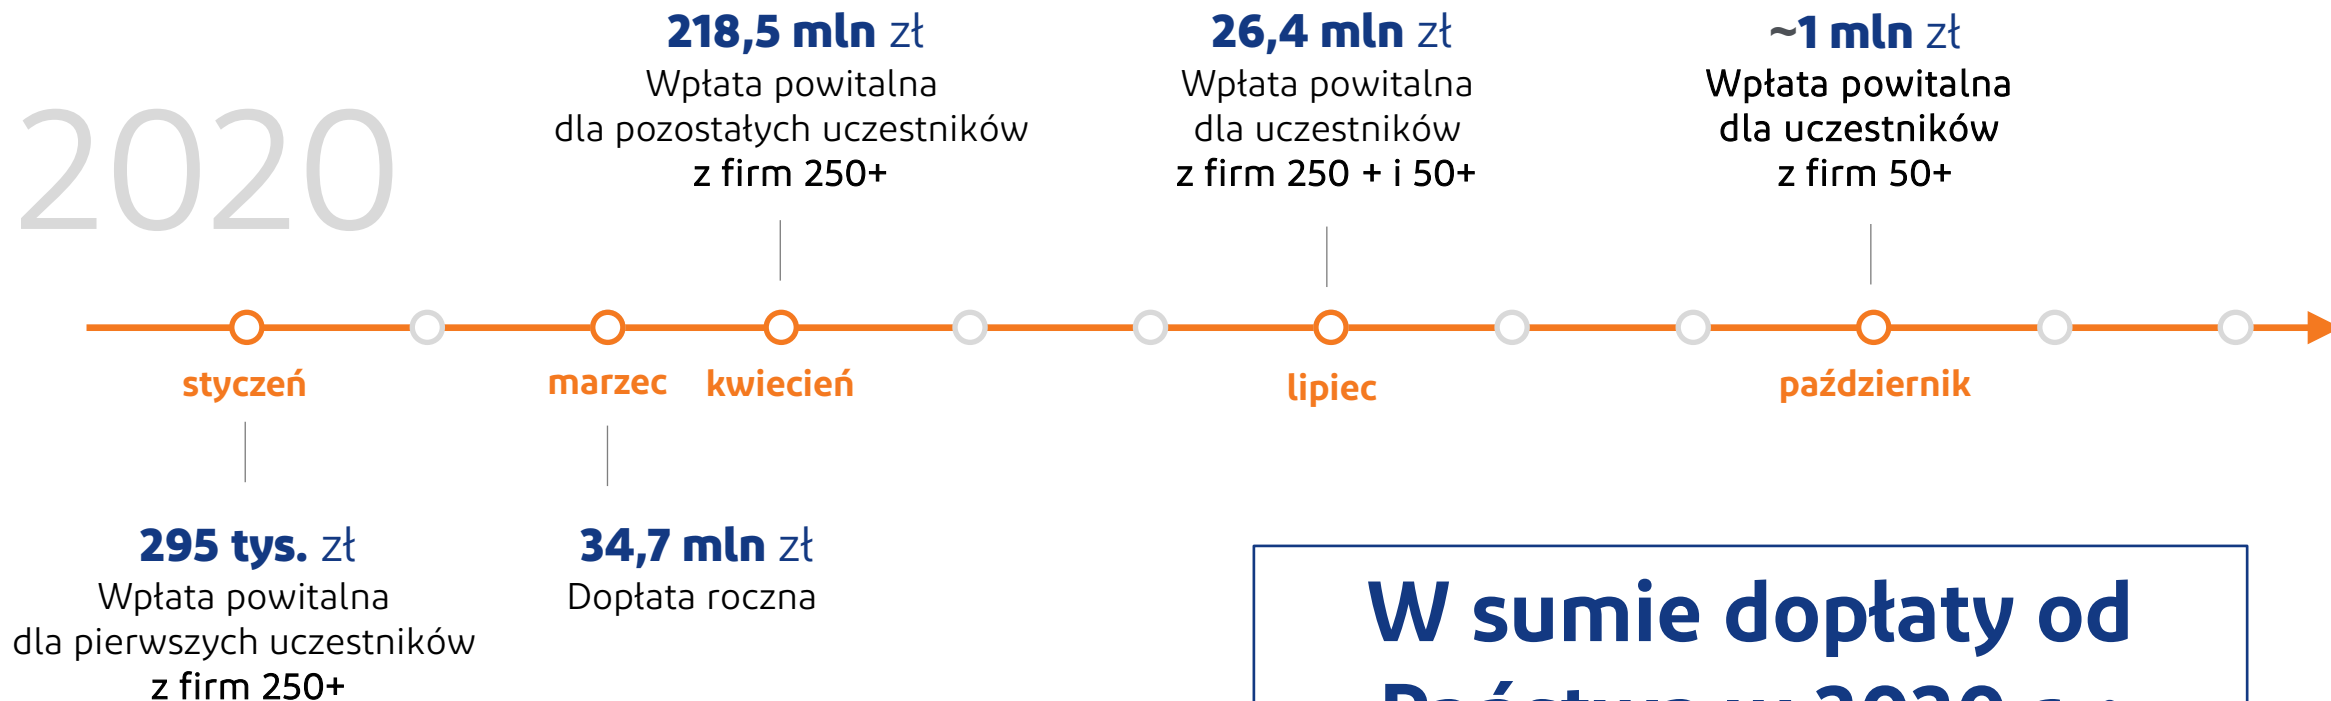 2020
218,5 mln zł
Wpłata powitalna
dla pozostałych uczestników
z firm 250+
26,4 mln zł
Wpłata powitalna
dla uczestników
z firm 250 + i 50+
~1 mln zł
Wpłata powitalna
dla uczestników
z firm 50+
styczeń
marzec
kwiecień
lipiec
październik
295 tys. zł
Wpłata powitalna
dla pierwszych uczestników
z firm 250+
34,7 mln zł
Dopłata roczna
W sumie dopłaty od
Państwa w 2020 r.: